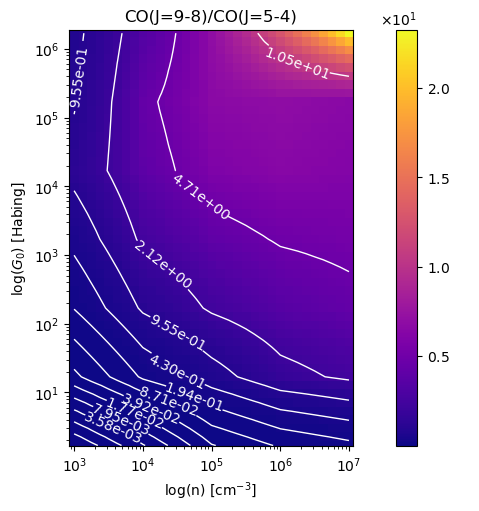 CO(J=9-8)/CO(J=5-4)
×10¹
10⁶
10⁵
10⁴
10³
10²
10¹
log(G₀) [Habing]
9.55e-01
1.05e+01
4.71e+00
2.12e+00
9.55e-01
4.30e-01
1.94e-01
8.71e-02
3.92e-02
1.77e-02
7.95e-03
3.58e-03
10³
10⁴
10⁵
10⁶
10⁷
log(n) [cm⁻³]
2.0
1.5
1.0
0.5